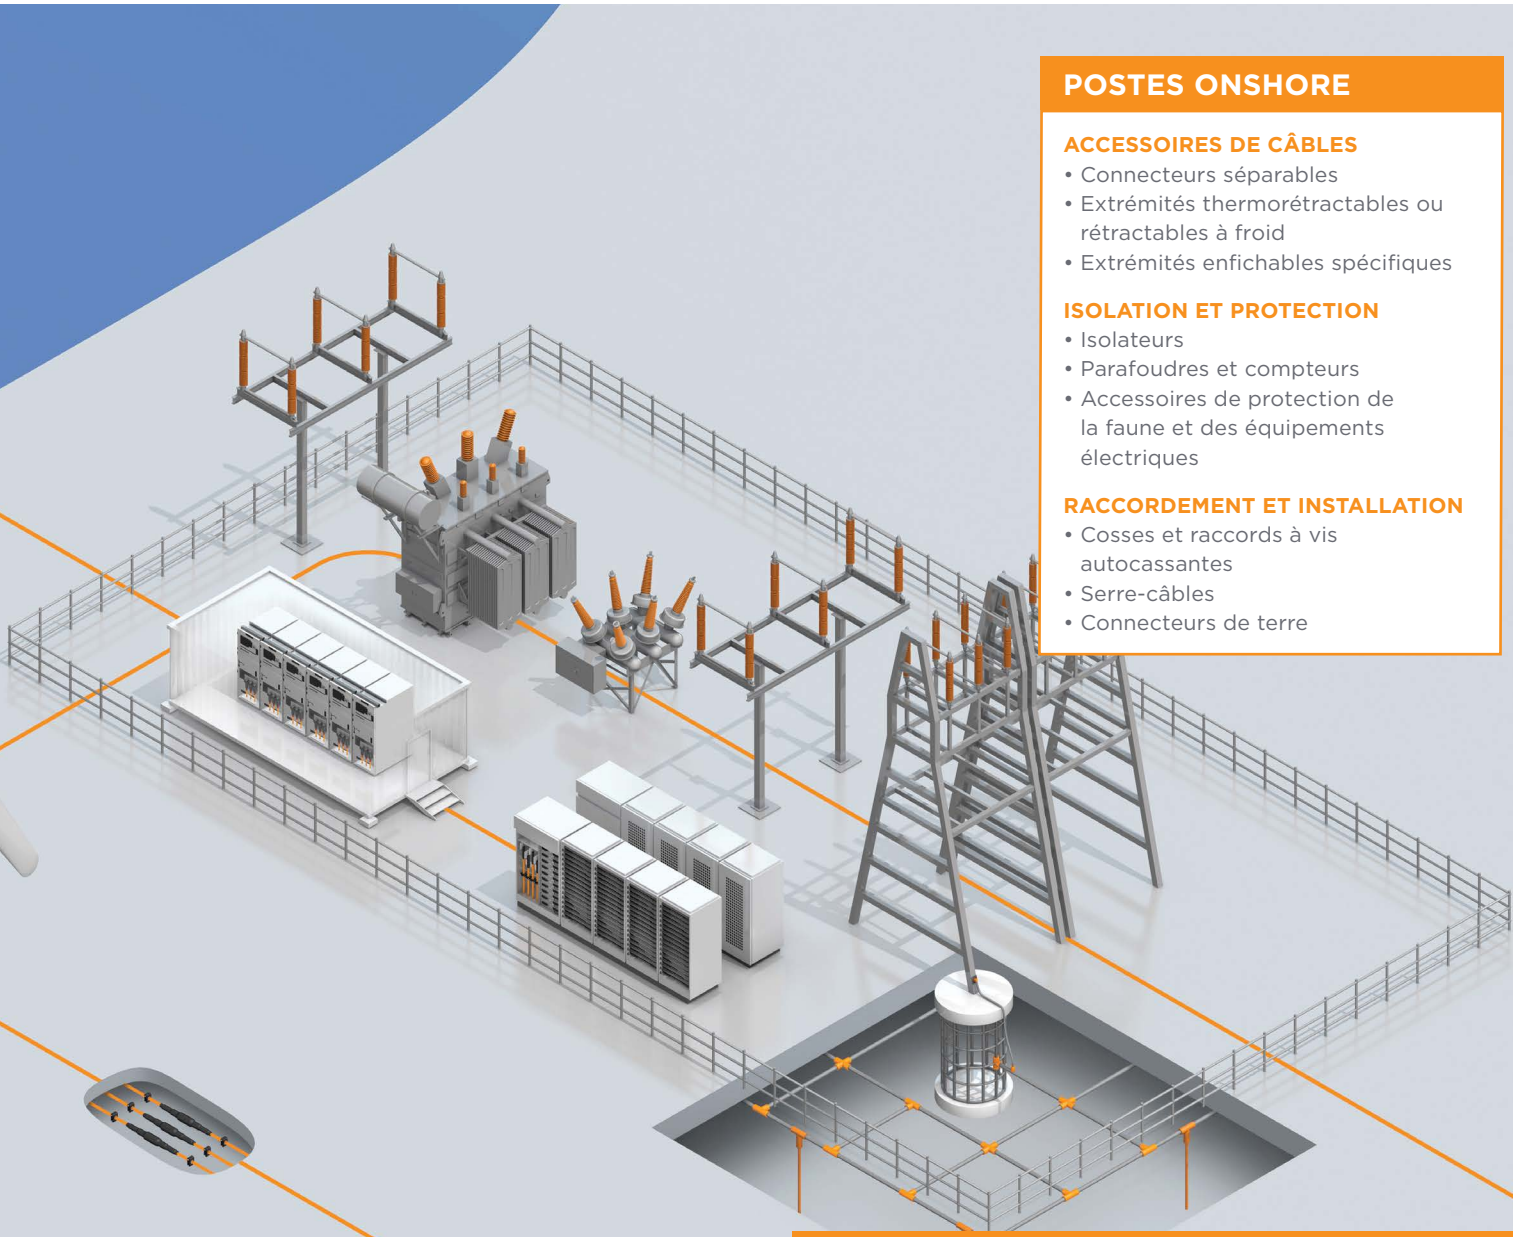 POSTES ONSHORE
ACCESSOIRES DE CÂBLES
• Connecteurs séparables
• Extrémités thermorétractables ou
rétractables à froid
• Extrémités enfichables spécifiques
ISOLATION ET PROTECTION
• Isolateurs
• Parafoudres et compteurs
• Accessoires de protection de
la faune et des équipements
électriques
RACCORDEMENT ET INSTALLATION
• Cosses et raccords à vis
autocassantes
• Serre-câbles
• Connecteurs de terre